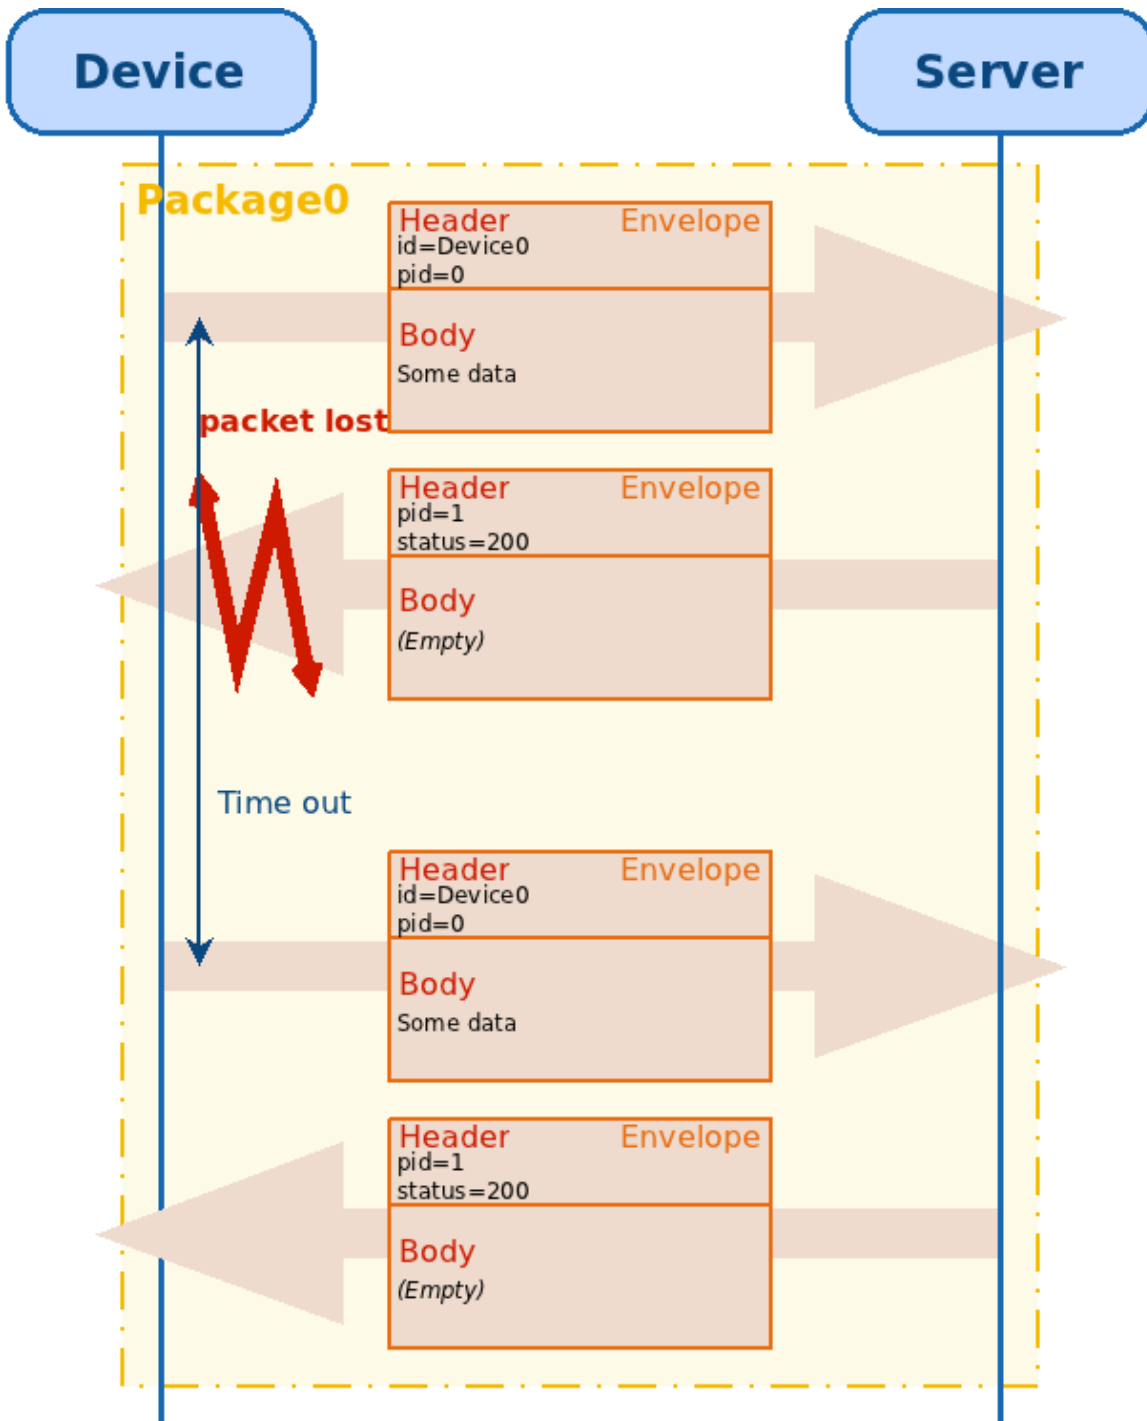 Device
Server
Package0
Header Envelope
id=Device0
pid=0
Body
Some data
packet lost
Header Envelope
pid=1
status=200
Body
(Empty)
Time out
Header Envelope
id=Device0
pid=0
Body
Some data
Header Envelope
pid=1
status=200
Body
(Empty)